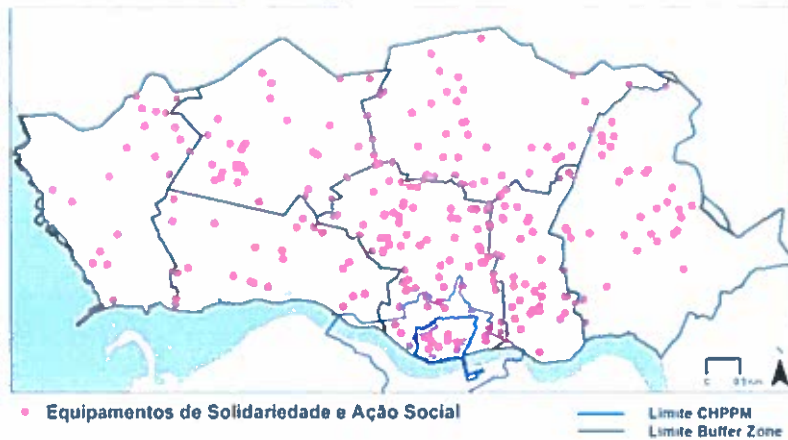 Equipamentos de Solidariedade e Ação Social
Limite CHPPM
Limite Buffer Zone